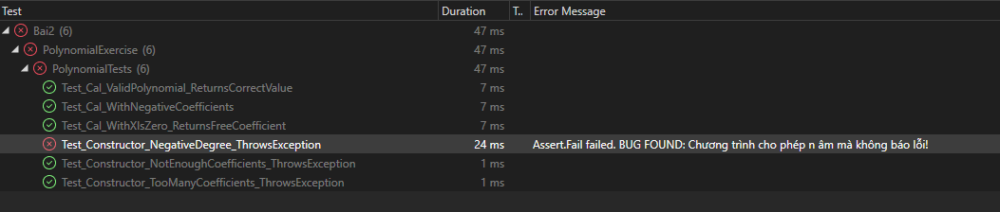 Test Duration T.. Error Message
Bai2 (6) 47 ms
PolynomialExercise (6) 47 ms
PolynomialTests (6) 47 ms
Test_Cal_ValidPolynomial_ReturnsCorrectValue 7 ms
Test_Cal_WithNegativeCoefficients 7 ms
Test_Cal_WithXIsZero_ReturnsFreeCoefficient 7 ms
Test_Constructor_NegativeDegree_ThrowsException 24 ms Assert.Fail failed. BUG FOUND: Chương trình cho phép n âm mà không báo lỗi!
Test_Constructor_NotEnoughCoefficients_ThrowsException 1 ms
Test_Constructor_TooManyCoefficients_ThrowsException 1 ms